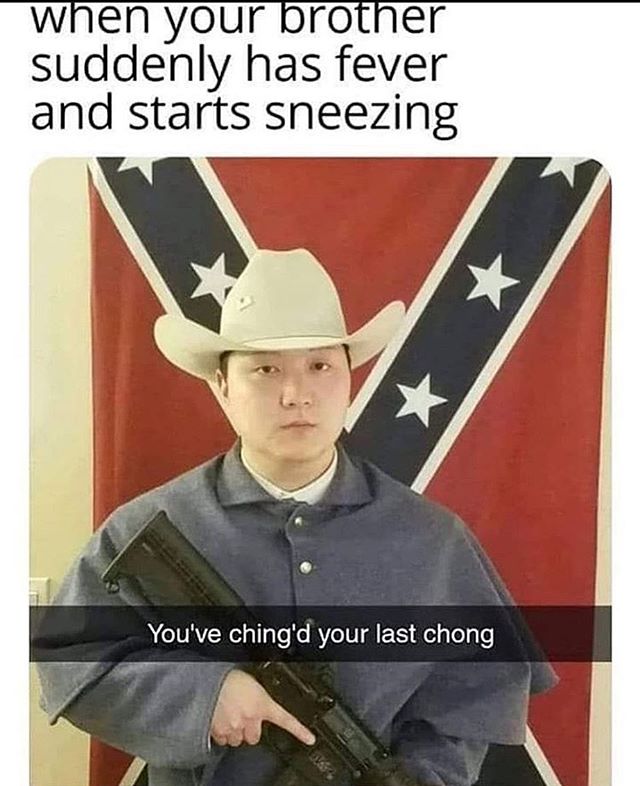 when your brother
suddenly has fever
and starts sneezing
You've ching'd your last chong